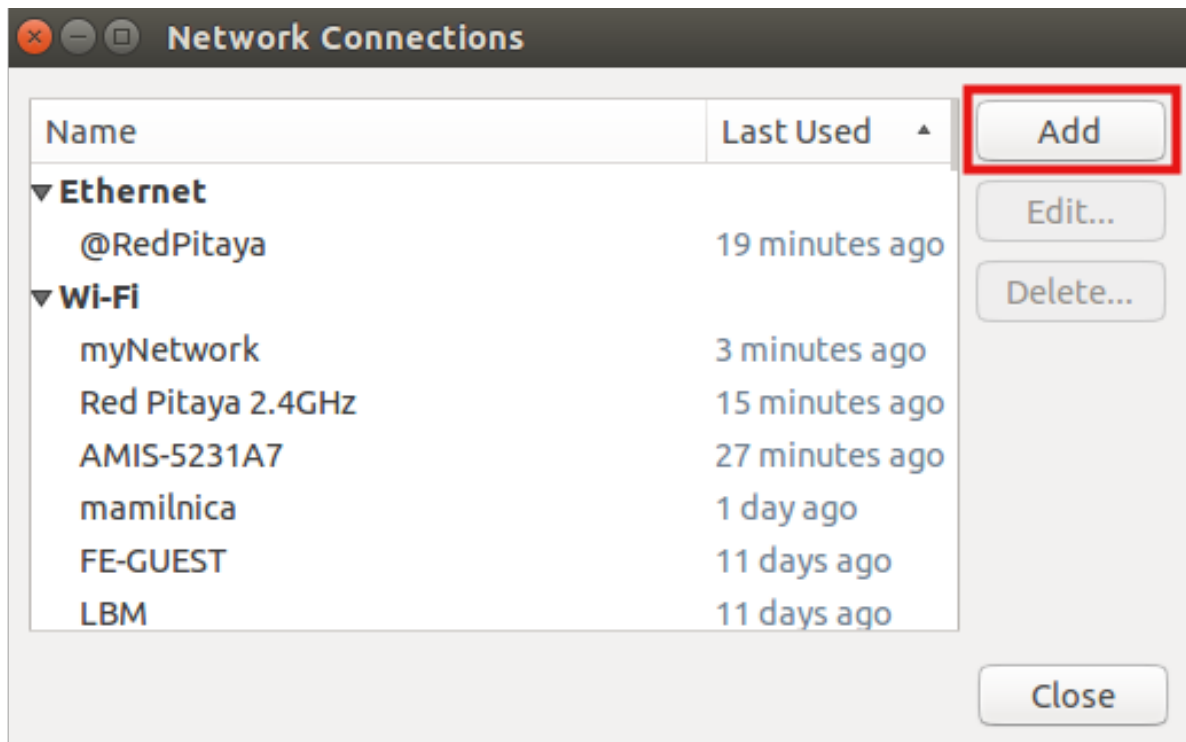 Network Connections
Name Last Used Add
Ethernet Edit...
@RedPitaya 19 minutes ago
Wi-Fi Delete...
myNetwork 3 minutes ago
Red Pitaya 2.4GHz 15 minutes ago
AMIS-5231A7 27 minutes ago
mamilnica 1 day ago
FE-GUEST 11 days ago
LBM 11 days ago
Close